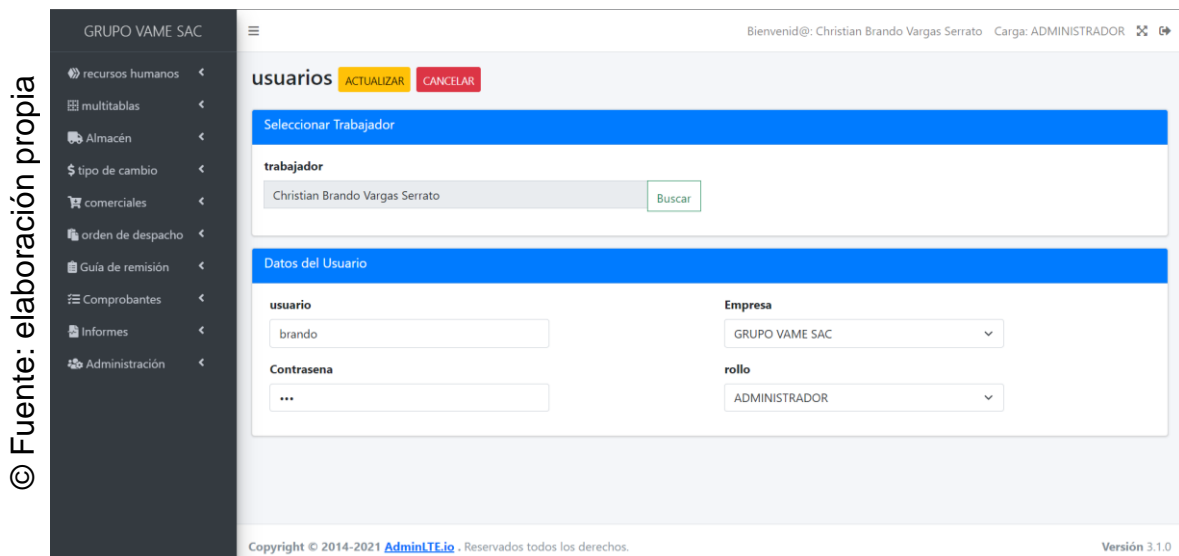 © Fuente: elaboración propia
GRUPO VAME SAC
Bienvenid@: Christian Brando Vargas Serrato Carga: ADMINISTRADOR
recursos humanos
multitablas
Almacén
$ tipo de cambio
comerciales
orden de despacho
Guía de remisión
Comprobantes
Informes
Administración
usuarios ACTUALIZAR CANCELAR
Seleccionar Trabajador
trabajador
Christian Brando Vargas Serrato Buscar
Datos del Usuario
usuario Empresa
brando GRUPO VAME SAC
Contrasena rollo
••• ADMINISTRADOR
Copyright © 2014-2021 AdminLTE.io . Reservados todos los derechos. Versión 3.1.0